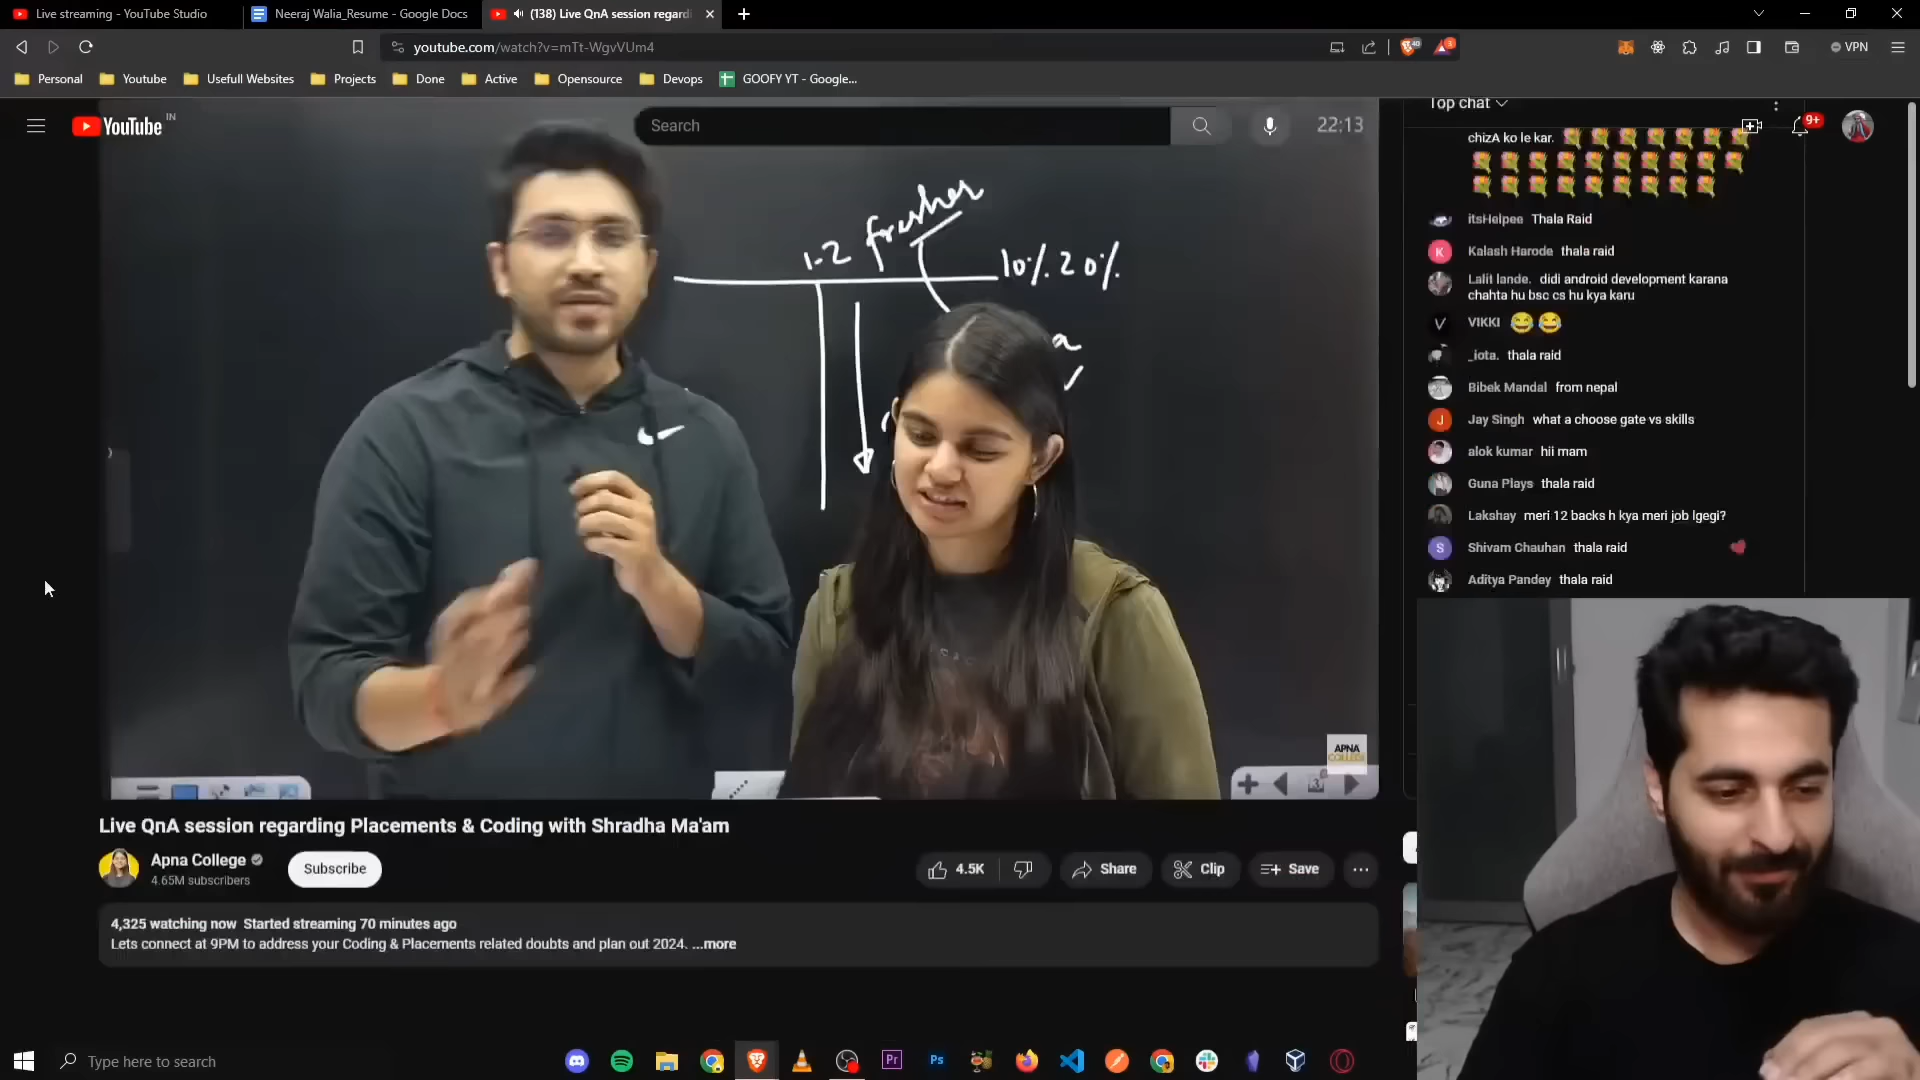 Live streaming - YouTube Studio
Neeraj Walia_Resume - Google Docs
(138) Live QnA session regardi
youtube.com/watch?v=mTt-WgvVUm4
VPN
Personal
Youtube
Usefull Websites
Projects
Done
Active
Opensource
Devops
GOOFY YT - Google...
YouTube IN
Search
22:13
9+
Top chat
chizA ko le kar.
itsHelpee Thala Raid
Kalash Harode thala raid
Lalit lande. didi android development karana
chahta hu bsc cs hu kya karu
VIKKI
_iota. thala raid
Bibek Mandal from nepal
Jay Singh what a choose gate vs skills
alok kumar hii mam
Guna Plays thala raid
Lakshay meri 12 backs h kya meri job lgegi?
Shivam Chauhan thala raid
Aditya Pandey thala raid
1-2 fresher
10% 20%
APNA
COLLEGE
Live QnA session regarding Placements & Coding with Shradha Ma'am
Apna College
4.65M subscribers
Subscribe
4.5K
Share
Clip
Save
4,325 watching now Started streaming 70 minutes ago
Lets connect at 9PM to address your Coding & Placements related doubts and plan out 2024. ...more
Type here to search
Pr
Ps